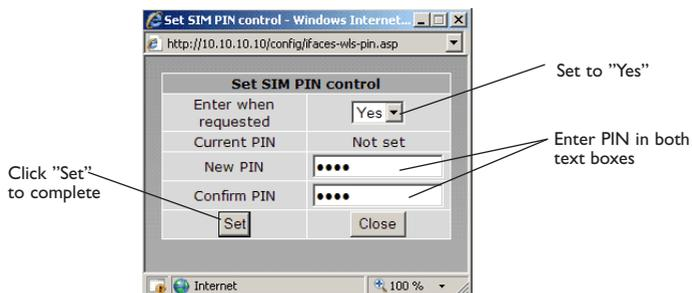 Set SIM PIN control - Windows Internet...
http://10.10.10.10/config/ifaces-wls-pin.asp
Set SIM PIN control
Enter when
requested
Yes
Current PIN
Not set
New PIN
Confirm PIN
Set
Close
Internet
100 %
Set to ”Yes”
Enter PIN in both
text boxes
Click ”Set”
to complete